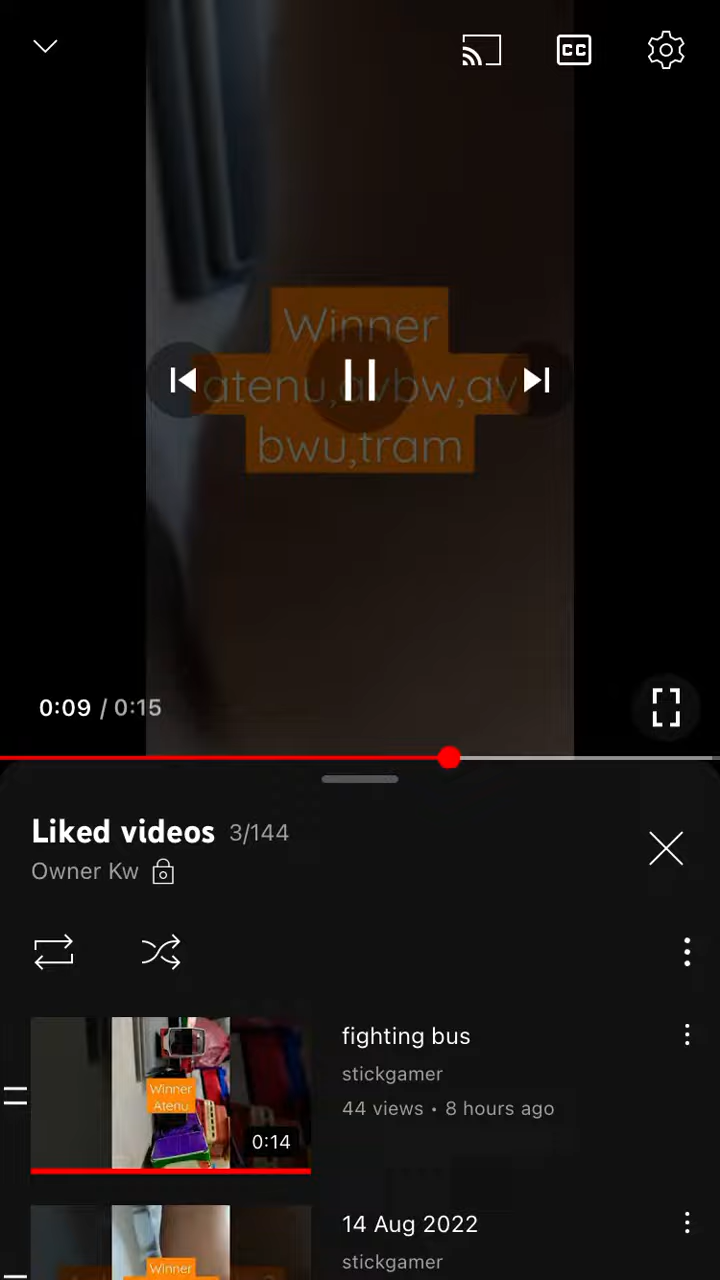 CC
Winner
atenu,avbw,av
bwu,tram
0:09 / 0:15
Liked videos 3/144
Owner Kw
fighting bus
stickgamer
44 views • 8 hours ago
Winner
Atenu
0:14
14 Aug 2022
stickgamer
Winner